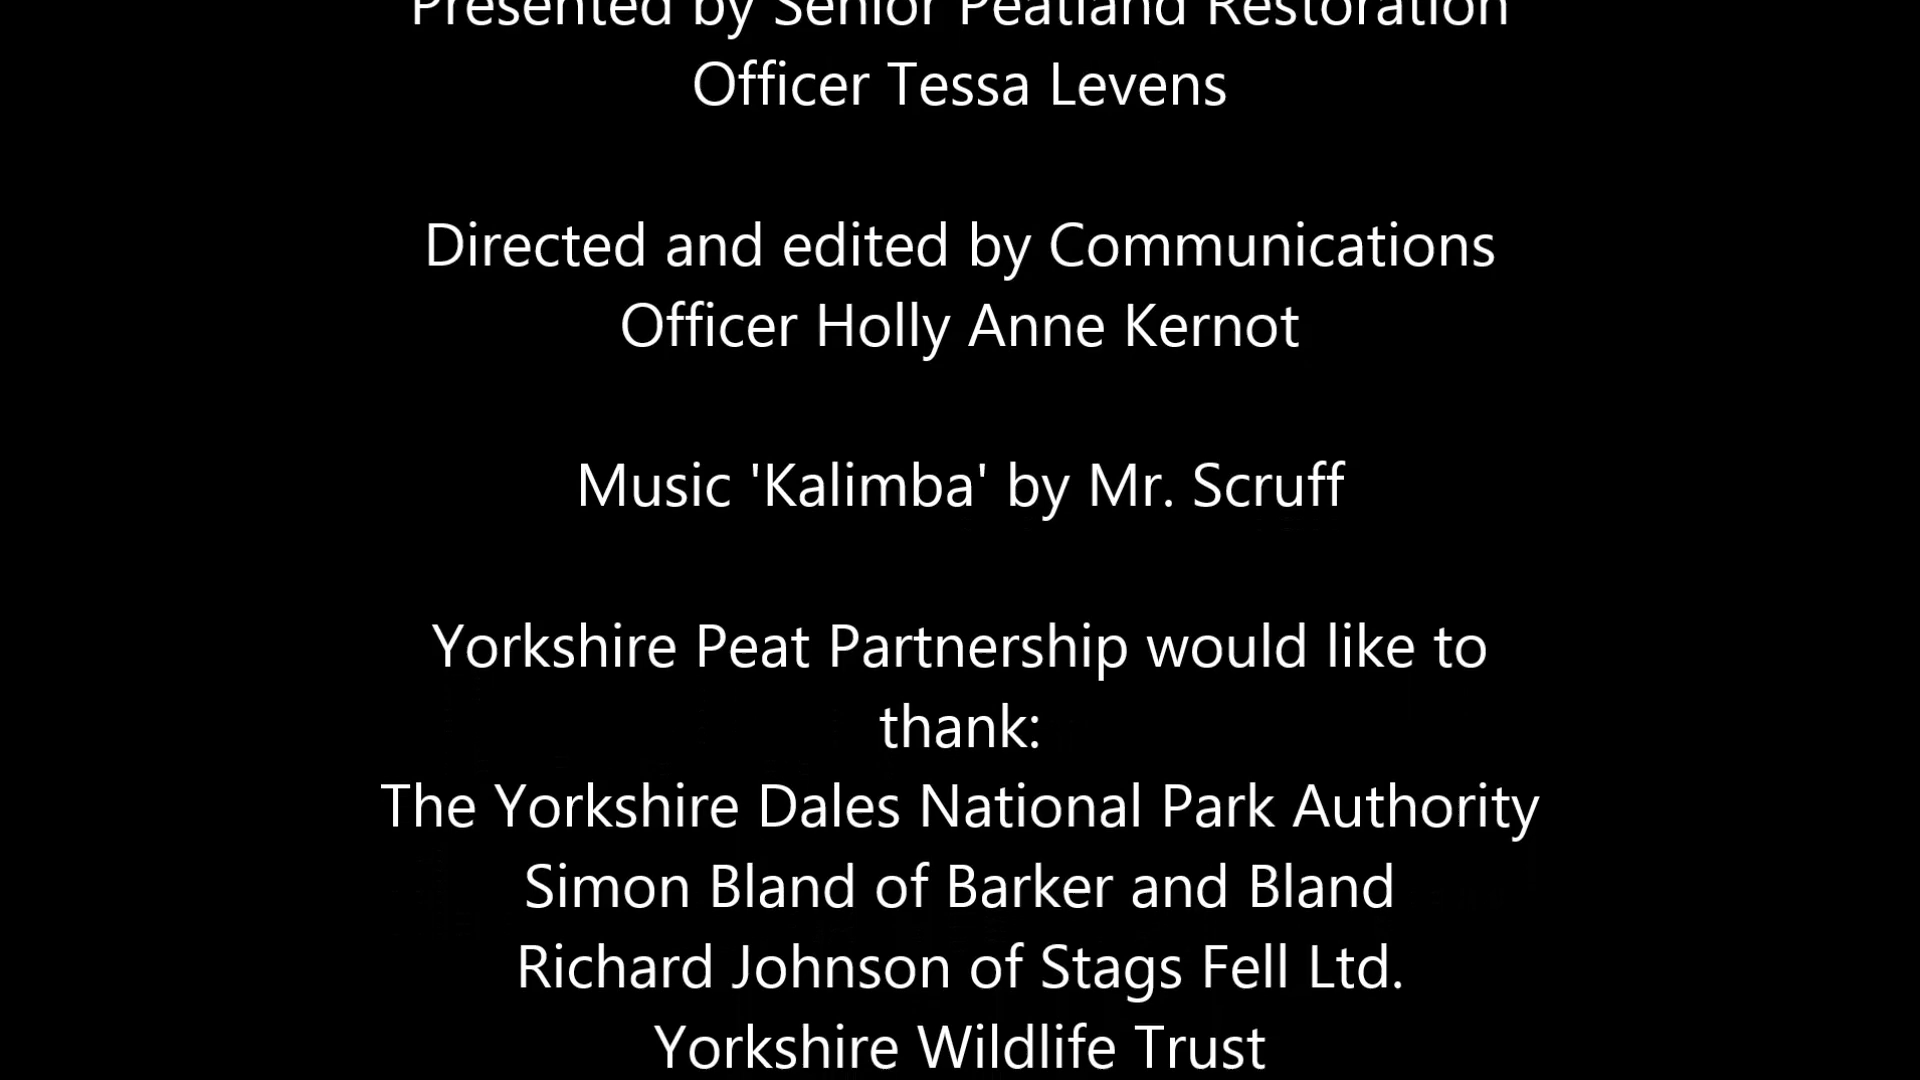 Presented by Senior Peatland Restoration
Officer Tessa Levens
Directed and edited by Communications
Officer Holly Anne Kernot
Music 'Kalimba' by Mr. Scruff
Yorkshire Peat Partnership would like to
thank:
The Yorkshire Dales National Park Authority
Simon Bland of Barker and Bland
Richard Johnson of Stags Fell Ltd.
Yorkshire Wildlife Trust